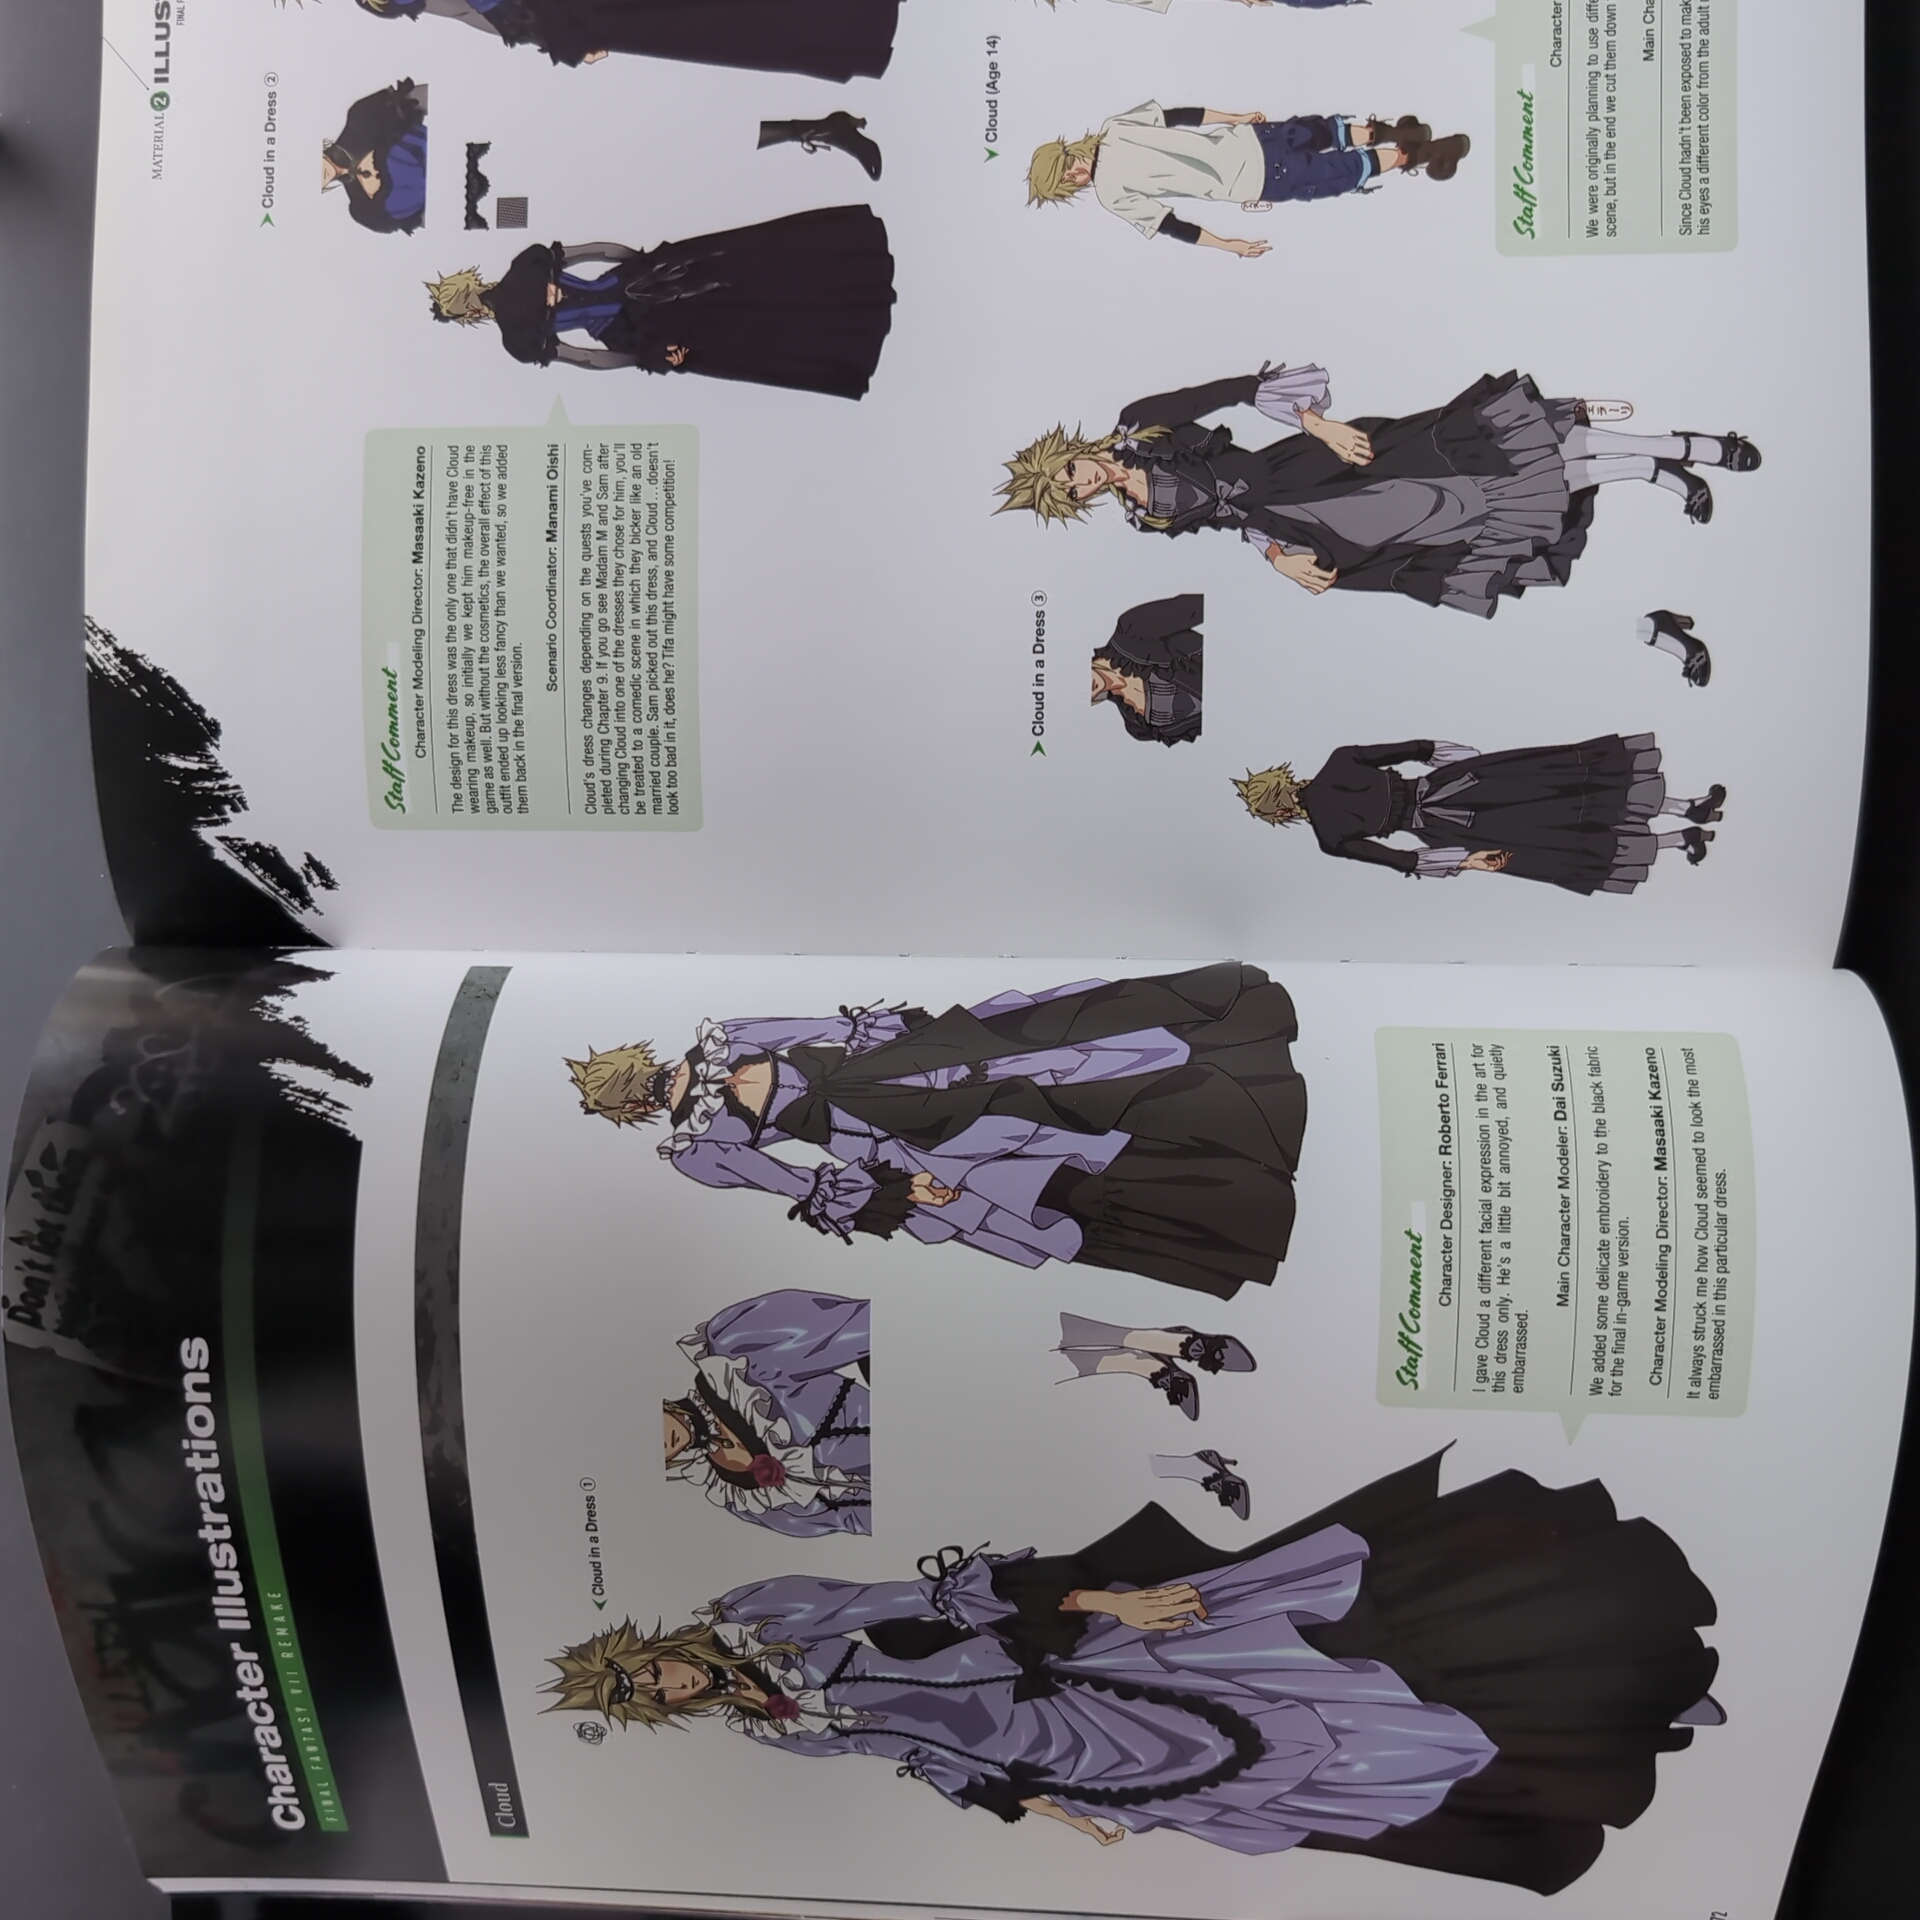 Don't let them
Character Illustrations
FINAL FANTASY VII REMAKE
Cloud
Cloud in a Dress ①
Staff Comment
Character Designer: Roberto Ferrari
I gave Cloud a different facial expression in the art for
this dress only. He's a little bit annoyed, and quietly
embarrassed.
Main Character Modeler: Dai Suzuki
We added some delicate embroidery to the black fabric
for the final in-game version.
Character Modeling Director: Masaaki Kazeno
It always struck me how Cloud seemed to look the most
embarrassed in this particular dress.
72
MATERIAL 2 ILLUS
FINAL F
Cloud in a Dress ②
Staff Comment
Character Modeling Director: Masaaki Kazeno
The design for this dress was the only one that didn't have Cloud
wearing makeup, so initially we kept him makeup-free in the
game as well. But without the cosmetics, the overall effect of this
outfit ended up looking less fancy than we wanted, so we added
them back in the final version.
Scenario Coordinator: Manami Oishi
Cloud's dress changes depending on the quests you've com-
pleted during Chapter 9. If you go see Madam M and Sam after
changing Cloud into one of the dresses they chose for him, you'll
be treated to a comedic scene in which they bicker like an old
married couple. Sam picked out this dress, and Cloud...doesn't
look too bad in it, does he? Tifa might have some competition!
Cloud in a Dress ③
Cloud (Age 14)
フェラーリ
Staff Comment
Character
We were originally planning to use diffe
scene, but in the end we cut them down
Main Cha
Since Cloud hadn't been exposed to mak
his eyes a different color from the adult